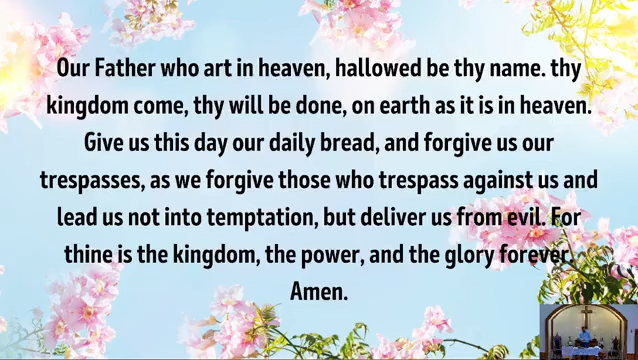 Our Father who art in heaven, hallowed be thy name. thy
kingdom come, thy will be done, on earth as it is in heaven.
Give us this day our daily bread, and forgive us our
trespasses, as we forgive those who trespass against us and
lead us not into temptation, but deliver us from evil. For
thine is the kingdom, the power, and the glory forever.
Amen.